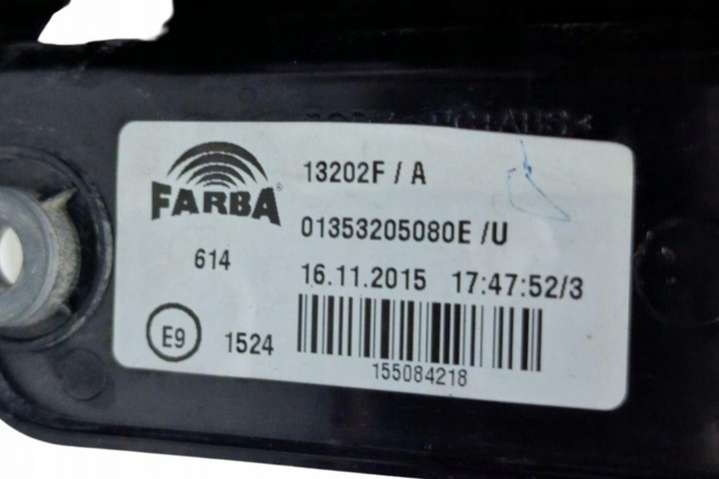 FARBA
13202F / A
01353205080E /U
614
16.11.2015 17:47:52/3
E9
1524
155084218